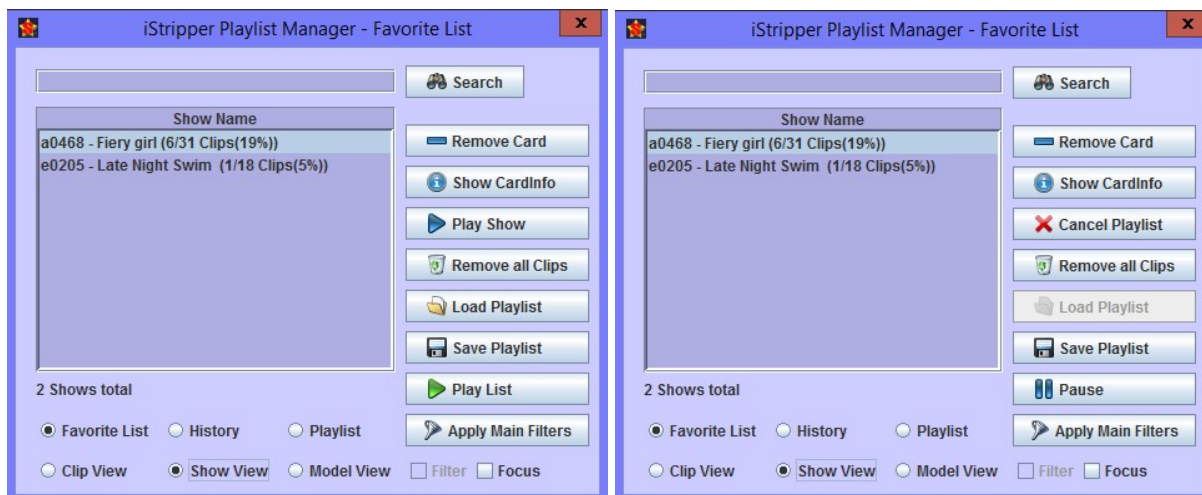 iStripper Playlist Manager - Favorite List
x
Search
Show Name
a0468 - Fiery girl (6/31 Clips(19%))
e0205 - Late Night Swim  (1/18 Clips(5%))
Remove Card
Show CardInfo
Play Show
Remove all Clips
Load Playlist
Save Playlist
2 Shows total
Play List
Favorite List History Playlist
Apply Main Filters
Clip View Show View Model View Filter Focus
iStripper Playlist Manager - Favorite List
x
Search
Show Name
a0468 - Fiery girl (6/31 Clips(19%))
e0205 - Late Night Swim  (1/18 Clips(5%))
Remove Card
Show CardInfo
Cancel Playlist
Remove all Clips
Load Playlist
Save Playlist
2 Shows total
Pause
Favorite List History Playlist
Apply Main Filters
Clip View Show View Model View Filter Focus